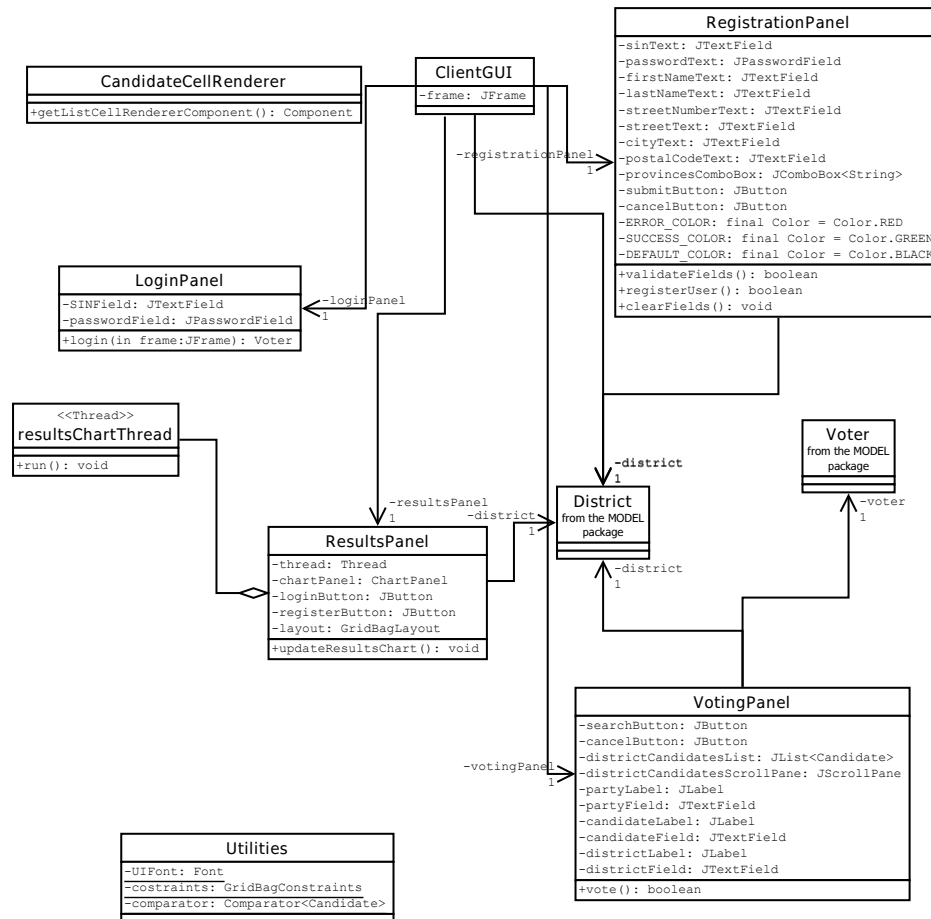 RegistrationPanel
-sinText: JTextField
-passwordText: JPasswordField
-firstNameText: JTextField
-lastNameText: JTextField
-streetNumberText: JTextField
-streetText: JTextField
-cityText: JTextField
-postalCodeText: JTextField
-provincesComboBox: JComboBox<String>
-submitButton: JButton
-cancelButton: JButton
-ERROR_COLOR: final Color = Color.RED
-SUCCESS_COLOR: final Color = Color.GREEN
-DEFAULT_COLOR: final Color = Color.BLACK
+validateFields(): boolean
+registerUser(): boolean
+clearFields(): void
CandidateCellRenderer
+getListCellRendererComponent(): Component
ClientGUI
-frame: JFrame
-registrationPanel
1
LoginPanel
-SINField: JTextField
-passwordField: JPasswordField
+login(in frame:JFrame): Voter
-loginPanel
1
<<Thread>>
resultsChartThread
+run(): void
-district
1
Voter
from the MODEL
package
-voter
1
-resultsPanel
1
-district
1
District
from the MODEL
package
-district
1
ResultsPanel
-thread: Thread
-chartPanel: ChartPanel
-loginButton: JButton
-registerButton: JButton
-layout: GridBagLayout
+updateResultsChart(): void
-votingPanel
1
VotingPanel
-searchButton: JButton
-cancelButton: JButton
-districtCandidatesList: JList<Candidate>
-districtCandidatesScrollPane: JScrollPane
-partyLabel: JLabel
-partyField: JTextField
-candidateLabel: JLabel
-candidateField: JTextField
-districtLabel: JLabel
-districtField: JTextField
+vote(): boolean
Utilities
-UIFont: Font
-costraints: GridBagConstraints
-comparator: Comparator<Candidate>